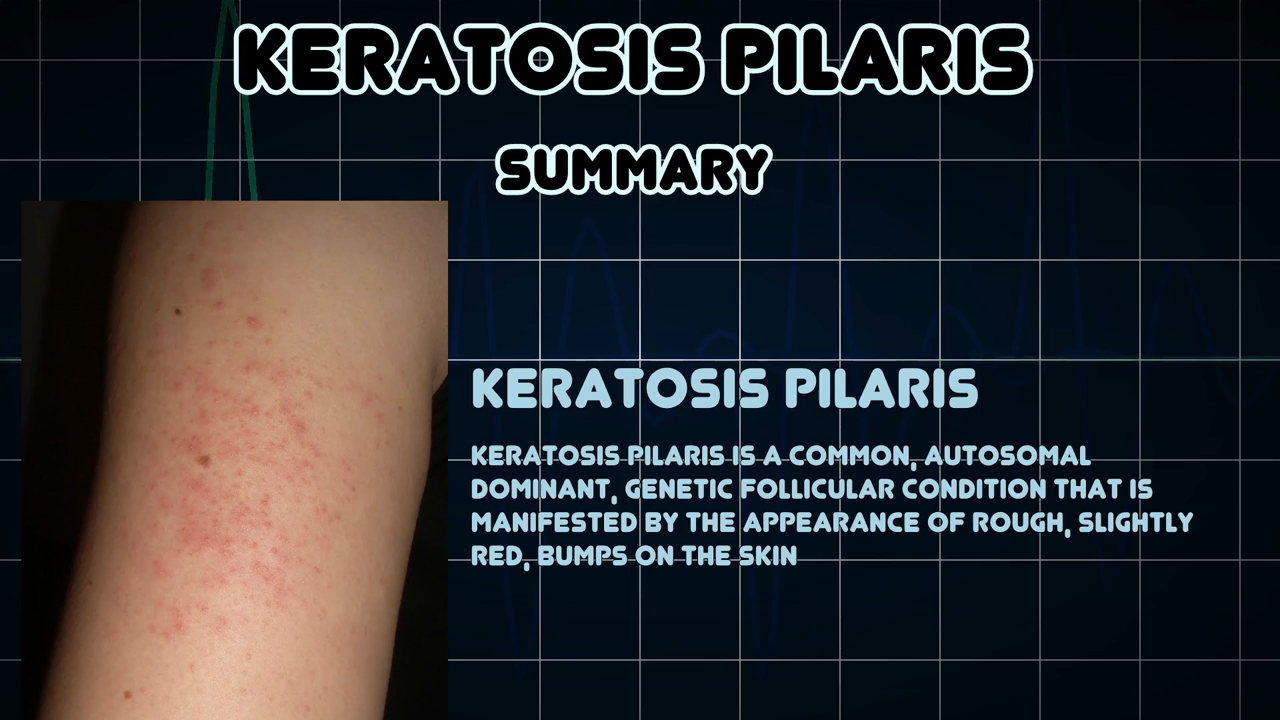 KERATOSIS PILARIS
SUMMARY
KERATOSIS PILARIS
KERATOSIS PILARIS IS A COMMON, AUTOSOMAL
DOMINANT, GENETIC FOLLICULAR CONDITION THAT IS
MANIFESTED BY THE APPEARANCE OF ROUGH, SLIGHTLY
RED, BUMPS ON THE SKIN